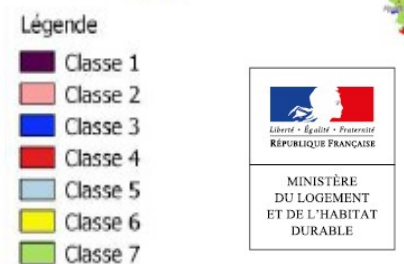 Légende
Classe 1
Classe 2
Classe 3
Classe 4
Classe 5
Classe 6
Classe 7
Liberté • Égalité • Fraternité
RÉPUBLIQUE FRANÇAISE
MINISTÈRE
DU LOGEMENT
ET DE L'HABITAT
DURABLE